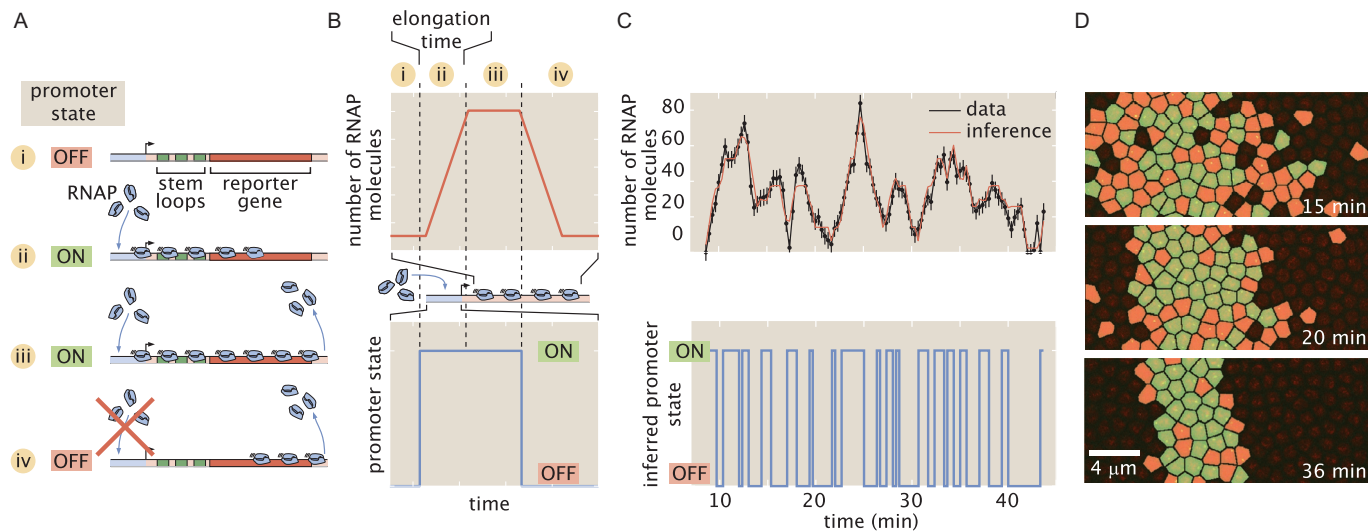 A
promoter
state
i
OFF
RNAP
stem
loops
reporter
gene
ii
ON
iii
ON
iv
OFF
B
elongation
time
i
ii
iii
iv
number of RNAP
molecules
promoter state
ON
OFF
time
C
number of RNAP
molecules
80
60
40
20
0
data
inference
inferred promoter
state
ON
OFF
10
20
30
40
time (min)
D
15 min
20 min
36 min
4 μm